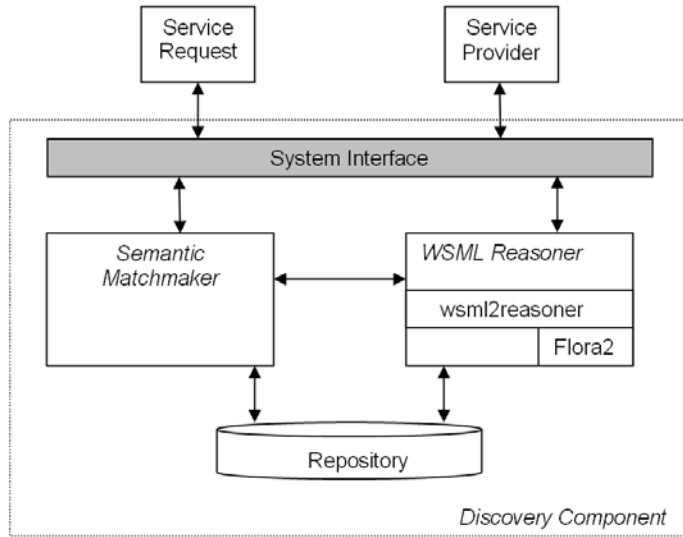 Service
Request
Service
Provider
System Interface
Semantic
Matchmaker
WSML Reasoner
wsml2reasoner
Flora2
Repository
Discovery Component